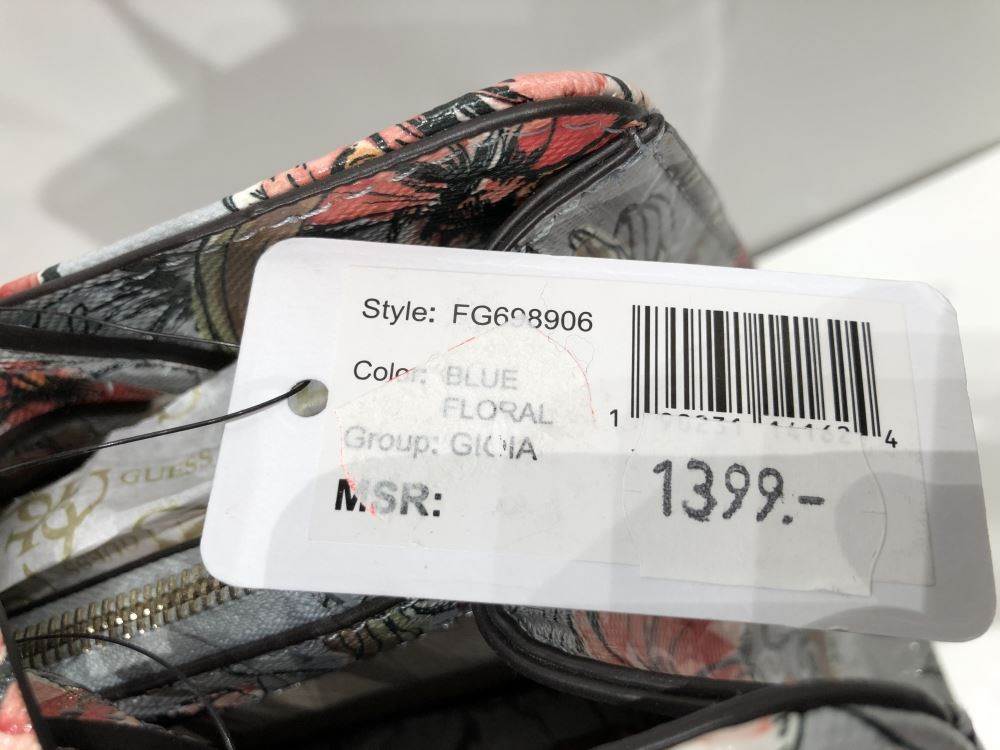 Style: FG698906
Color: BLUE
FLORAL
Group: GIOIA
MSR:
1399.-
GUESS